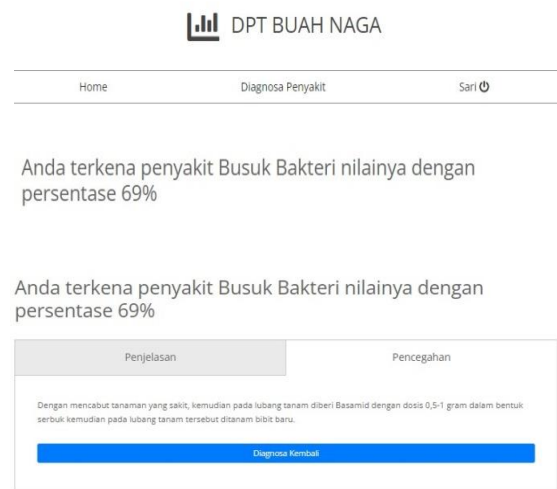 DPT BUAH NAGA
Home Diagnosa Penyakit Sari
Anda terkena penyakit Busuk Bakteri nilainya dengan
persentase 69%
Anda terkena penyakit Busuk Bakteri nilainya dengan
persentase 69%
Penjelasan Pencegahan
Dengan mencabut tanaman yang sakit, kemudian pada lubang tanam diberi Basamid dengan dosis 0,5-1 gram dalam bentuk
serbuk kemudian pada lubang tanam tersebut ditanam bibit baru.
Diagnosa Kembali